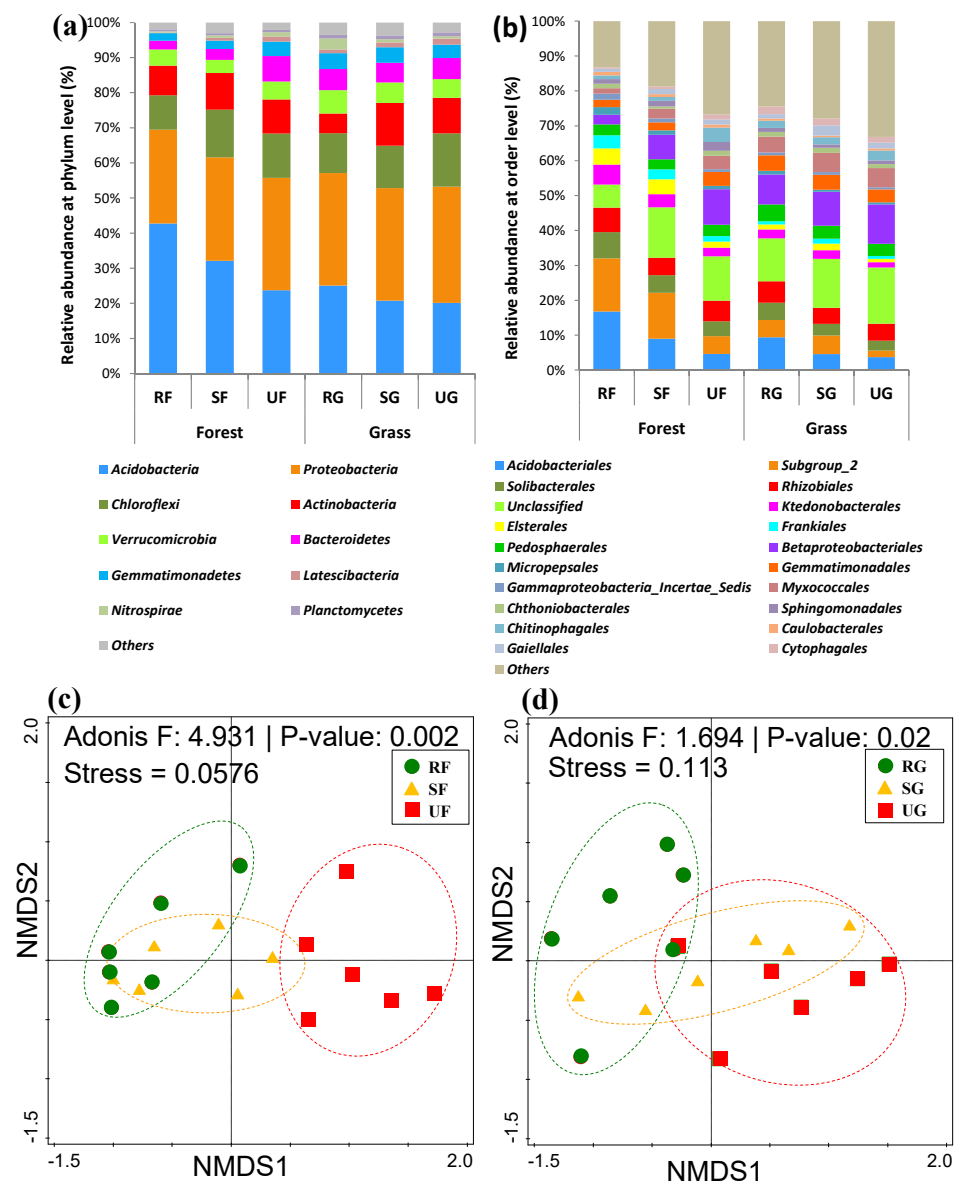 (a)
Relative abundance at phylum level (%)
100%
90%
80%
70%
60%
50%
40%
30%
20%
10%
0%
RF SF UF RG SG UG
Forest Grass
Acidobacteria Proteobacteria
Chloroflexi Actinobacteria
Verrucomicrobia Bacteroidetes
Gemmatimonadetes Latescibacteria
Nitrospirae Planctomycetes
Others
(b)
Relative abundance at order level (%)
100%
90%
80%
70%
60%
50%
40%
30%
20%
10%
0%
RF SF UF RG SG UG
Forest Grass
Acidobacteriales Subgroup_2
Solibacterales Rhizobiales
Unclassified Ktedonobacterales
Elsterales Frankiales
Pedosphaerales Betaproteobacteriales
Micropepsales Gemmatimonadales
Gammaproteobacteria_Incertae_Sedis Myxococcales
Chthoniobacterales Sphingomonadales
Chitinophagales Caulobacterales
Gaiellales Cytophagales
Others
(c)
Adonis F: 4.931 | P-value: 0.002
Stress = 0.0576
RF
SF
UF
2.0
NMDS2
-1.5
-1.5 NMDS1 2.0
(d)
Adonis F: 1.694 | P-value: 0.02
Stress = 0.113
RG
SG
UG
2.0
NMDS2
-1.5
-1.5 NMDS1 2.0